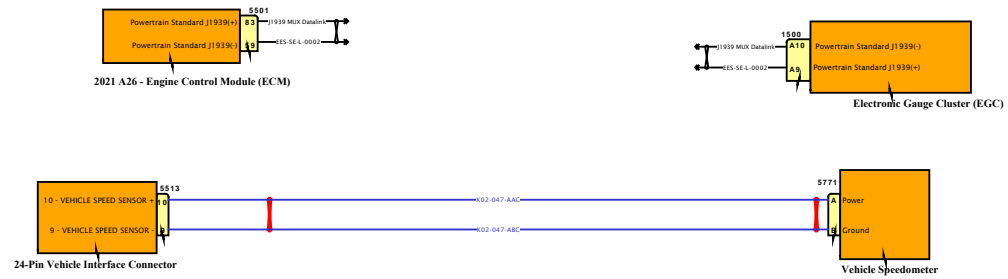 5501
Powertrain Standard J1939(+) 83 J1939 MUX Datalink
Powertrain Standard J1939(-) 59 EES-SE-L-0002
2021 A26 - Engine Control Module (ECM)
1500
J1939 MUX Datalink A10 Powertrain Standard J1939(-)
EES-SE-L-0002 A9 Powertrain Standard J1939(+)
Electronic Gauge Cluster (EGC)
5513
5771
10 - VEHICLE SPEED SENSOR + 10 K02-047-AAC A Power
9 - VEHICLE SPEED SENSOR - 9 K02-047-ABC B Ground
24-Pin Vehicle Interface Connector
Vehicle Speedometer